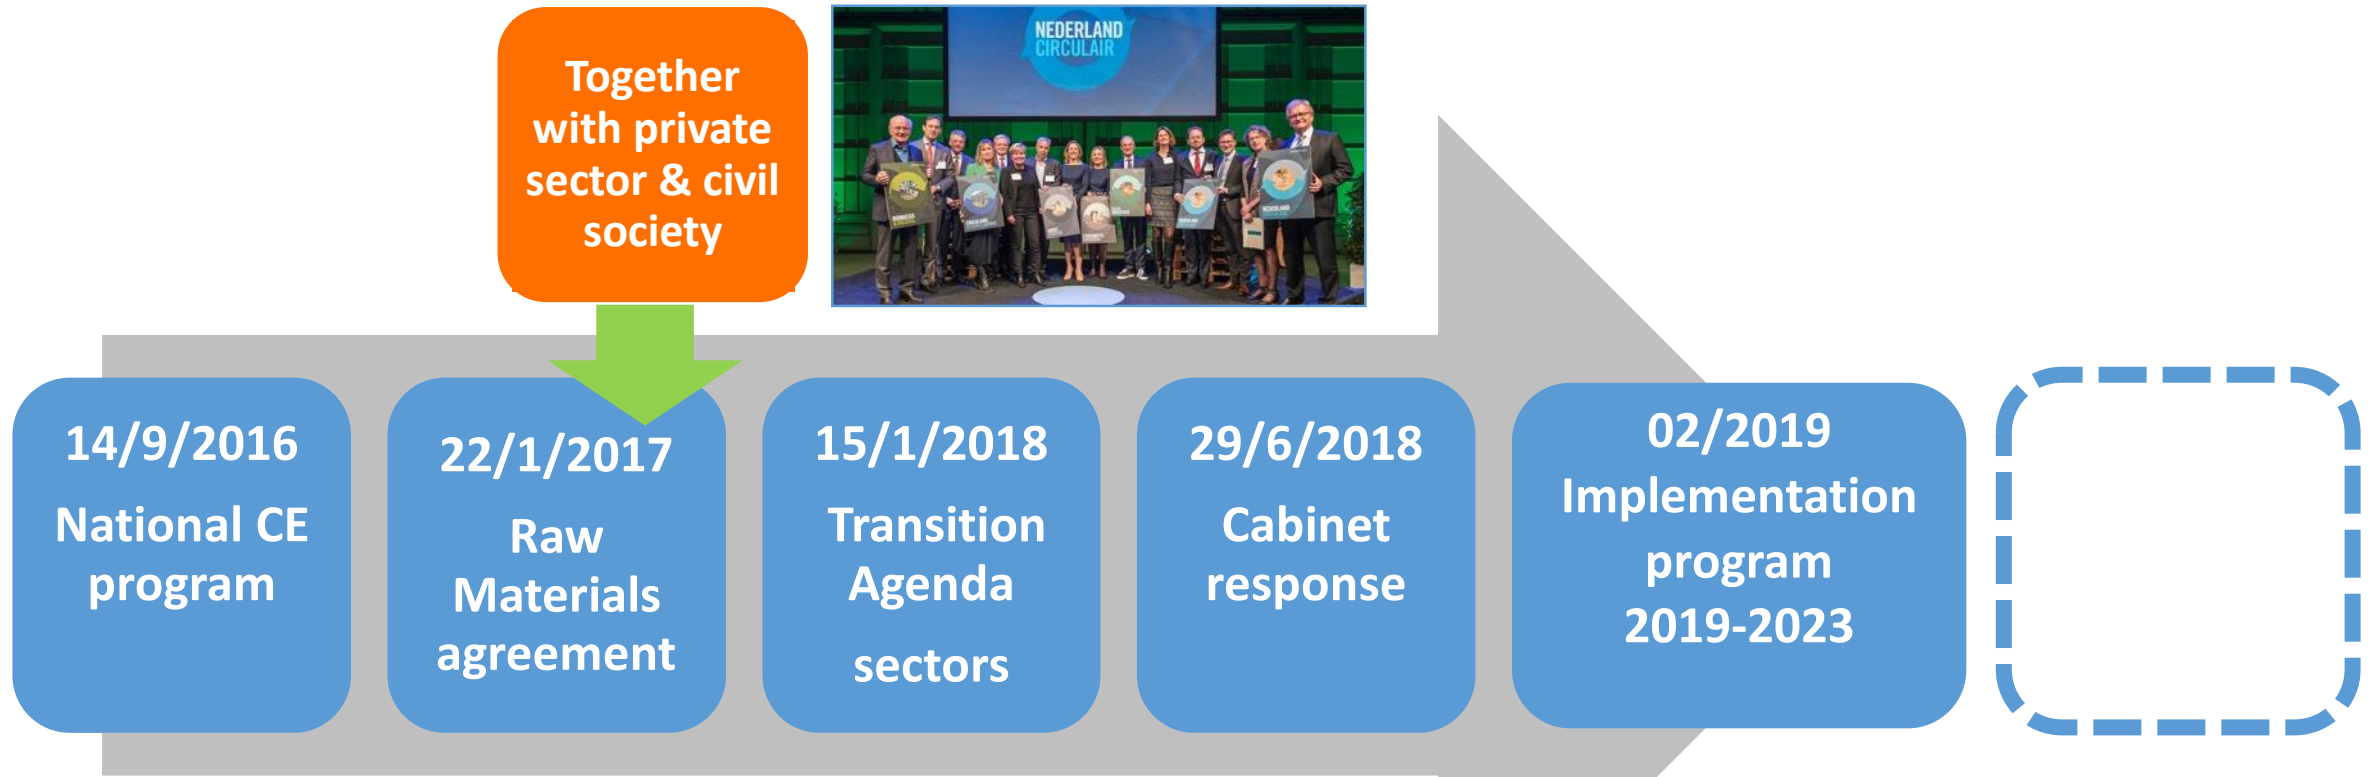 Together
with private
sector & civil
society
NEDERLAND
CIRCULAIR
14/9/2016
National CE
program
22/1/2017
Raw
Materials
agreement
15/1/2018
Transition
Agenda
sectors
29/6/2018
Cabinet
response
02/2019
Implementation
program
2019-2023